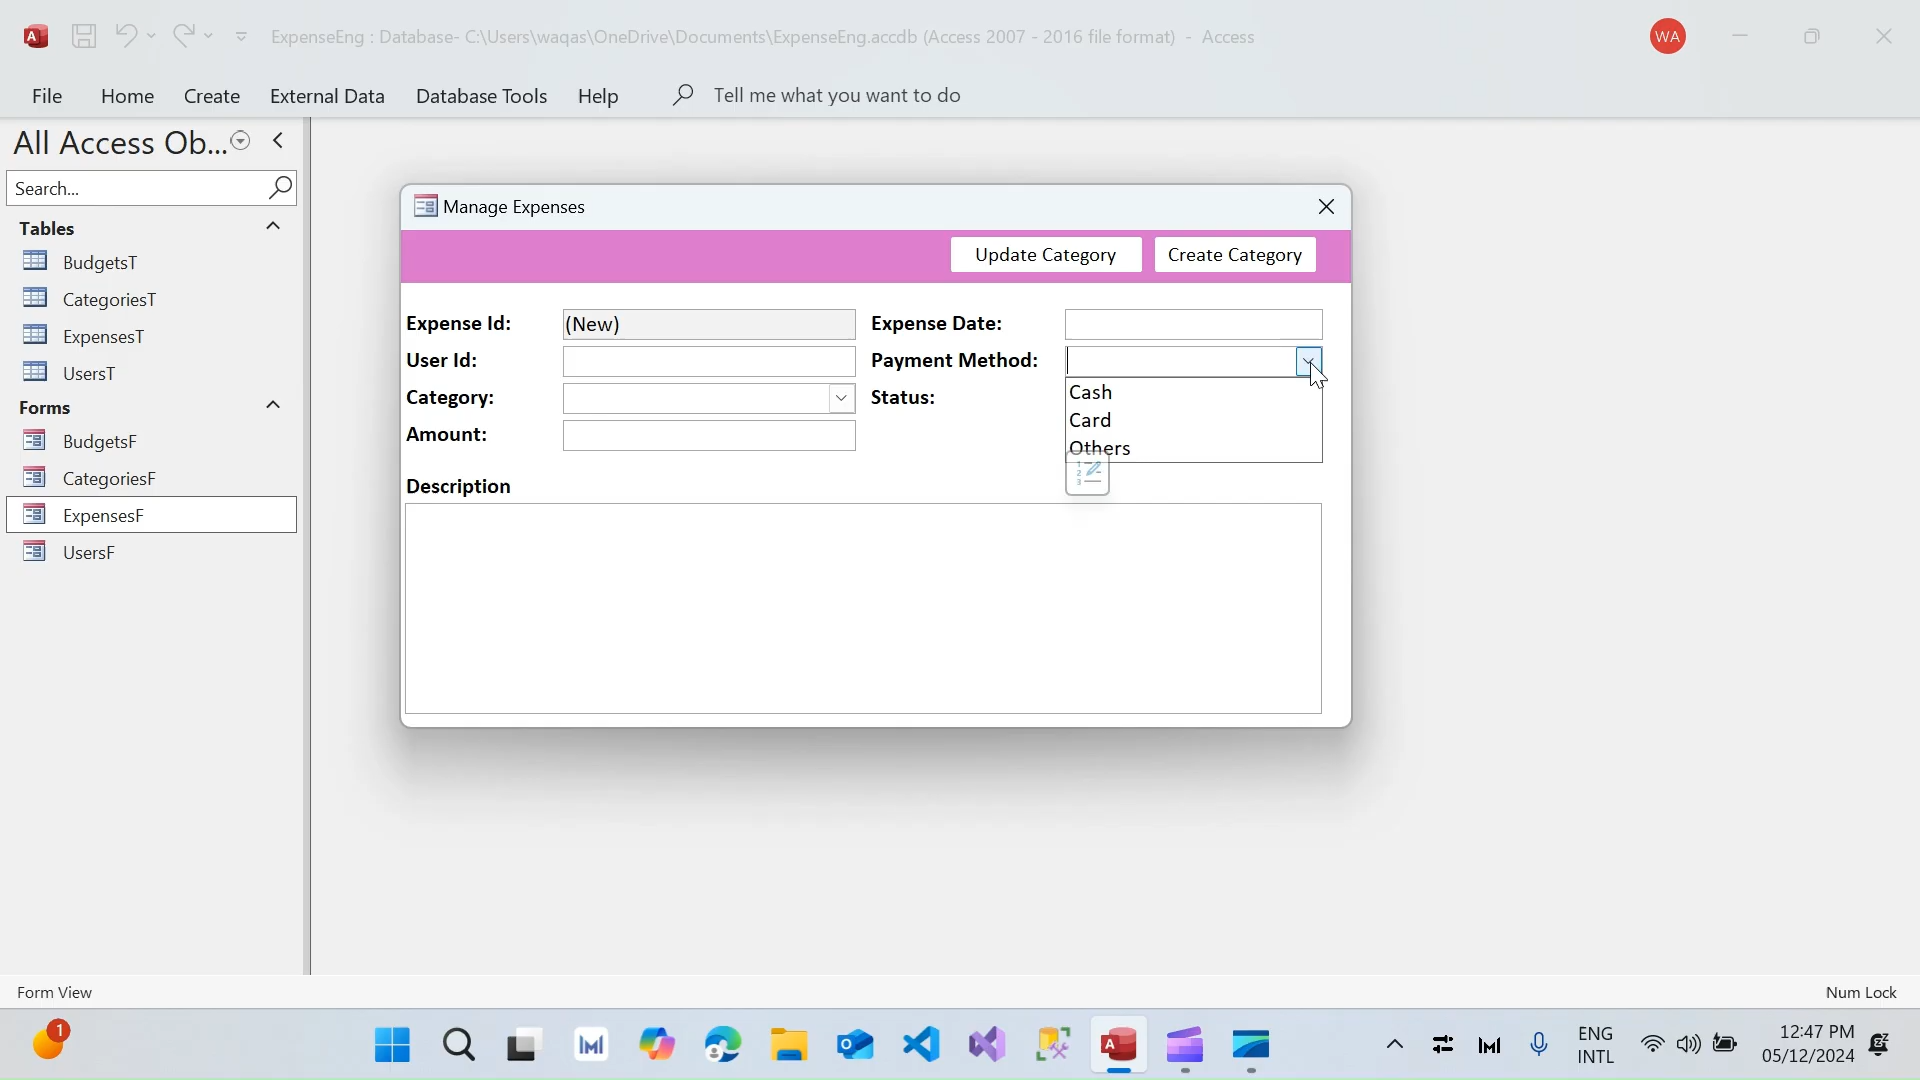 ExpenseEng : Database- C:\Users\waqas\OneDrive\Documents\ExpenseEng.accdb (Access 2007 - 2016 file format) - Access
WA
File Home Create External Data Database Tools Help Tell me what you want to do
All Access Ob...
Search...
Tables
BudgetsT
CategoriesT
ExpensesT
UsersT
Forms
BudgetsF
CategoriesF
ExpensesF
UsersF
Manage Expenses
Update Category Create Category
Expense Id: (New) Expense Date:
User Id: Payment Method:
Category: Status:
Amount:
Cash
Card
Others
Description
Form View Num Lock
1
ENG
INTL
12:47 PM
05/12/2024